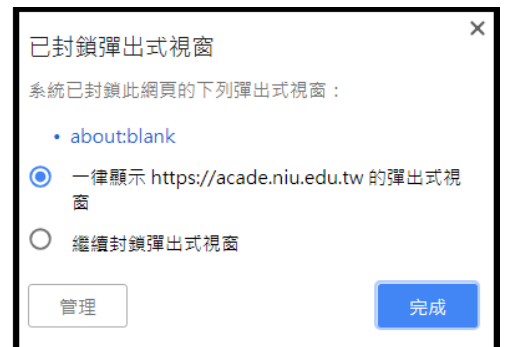 已封鎖彈出式視窗
系統已封鎖此網頁的下列彈出式視窗：
• about:blank
一律顯示 https://acade.niu.edu.tw 的彈出式視
窗
繼續封鎖彈出式視窗
管理
完成